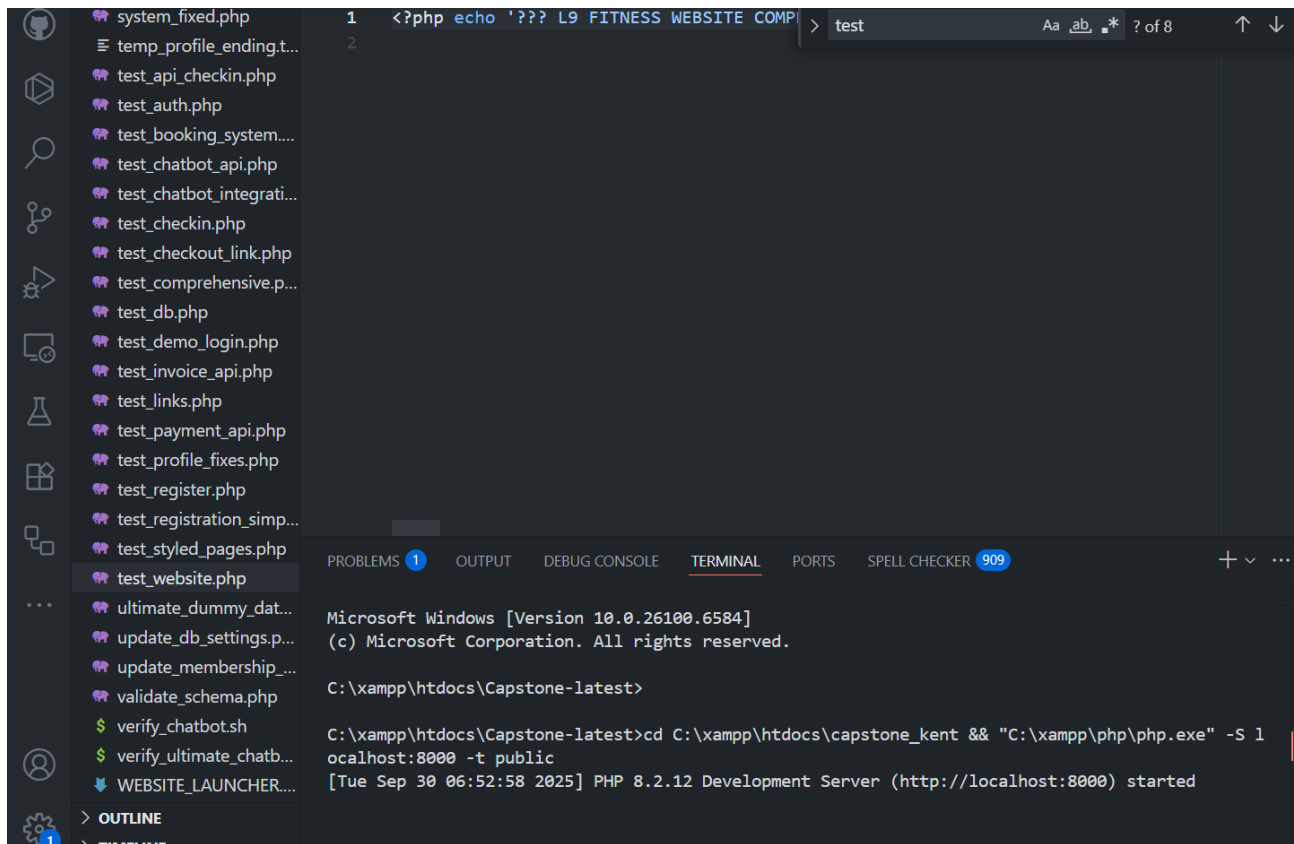 system_fixed.php
temp_profile_ending.t...
test_api_checkin.php
test_auth.php
test_booking_system....
test_chatbot_api.php
test_chatbot_integrati...
test_checkin.php
test_checkout_link.php
test_comprehensive.p...
test_db.php
test_demo_login.php
test_invoice_api.php
test_links.php
test_payment_api.php
test_profile_fixes.php
test_register.php
test_registration_simp...
test_styled_pages.php
test_website.php
ultimate_dummy_dat...
update_db_settings.p...
update_membership_...
validate_schema.php
$ verify_chatbot.sh
$ verify_ultimate_chatb...
WEBSITE_LAUNCHER....
> OUTLINE
1
1 <?php echo '??? L9 FITNESS WEBSITE COMP
2
> test Aa ab .* ? of 8
PROBLEMS 1 OUTPUT DEBUG CONSOLE TERMINAL PORTS SPELL CHECKER 909
Microsoft Windows [Version 10.0.26100.6584]
(c) Microsoft Corporation. All rights reserved.
C:\xampp\htdocs\Capstone-latest>
C:\xampp\htdocs\Capstone-latest>cd C:\xampp\htdocs\capstone_kent && "C:\xampp\php\php.exe" -S l
ocalhost:8000 -t public
[Tue Sep 30 06:52:58 2025] PHP 8.2.12 Development Server (http://localhost:8000) started